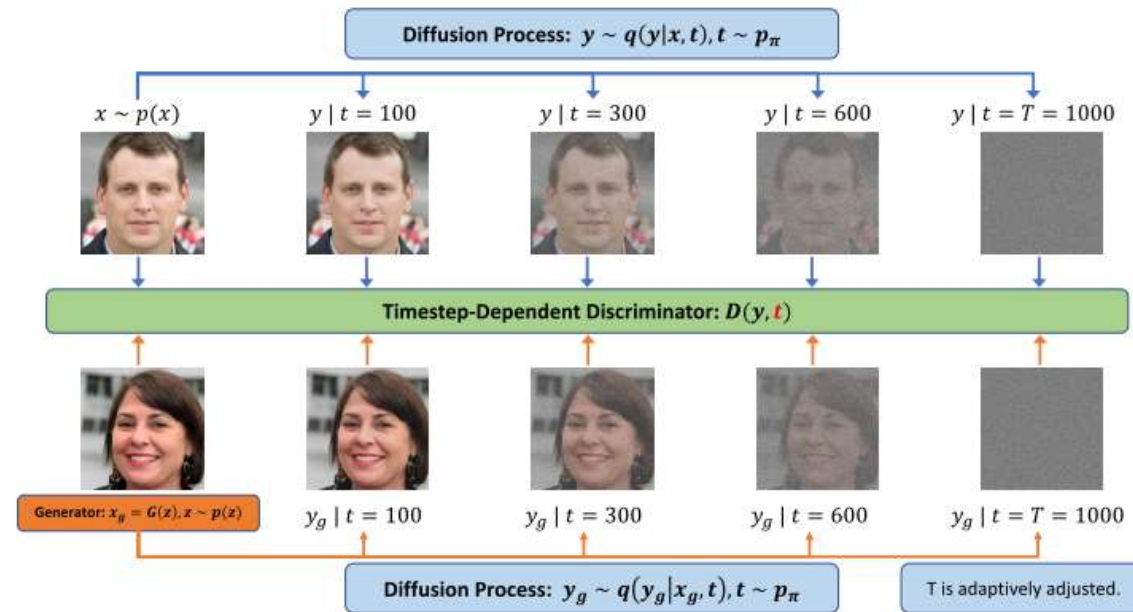 Diffusion Process: y ~ q(y|x, t), t ~ p_π
x ~ p(x)
y | t = 100
y | t = 300
y | t = 600
y | t = T = 1000
Timestep-Dependent Discriminator: D(y, t)
Generator: x_g = G(z), z ~ p(z)
y_g | t = 100
y_g | t = 300
y_g | t = 600
y_g | t = T = 1000
Diffusion Process: y_g ~ q(y_g|x_g, t), t ~ p_π
T is adaptively adjusted.